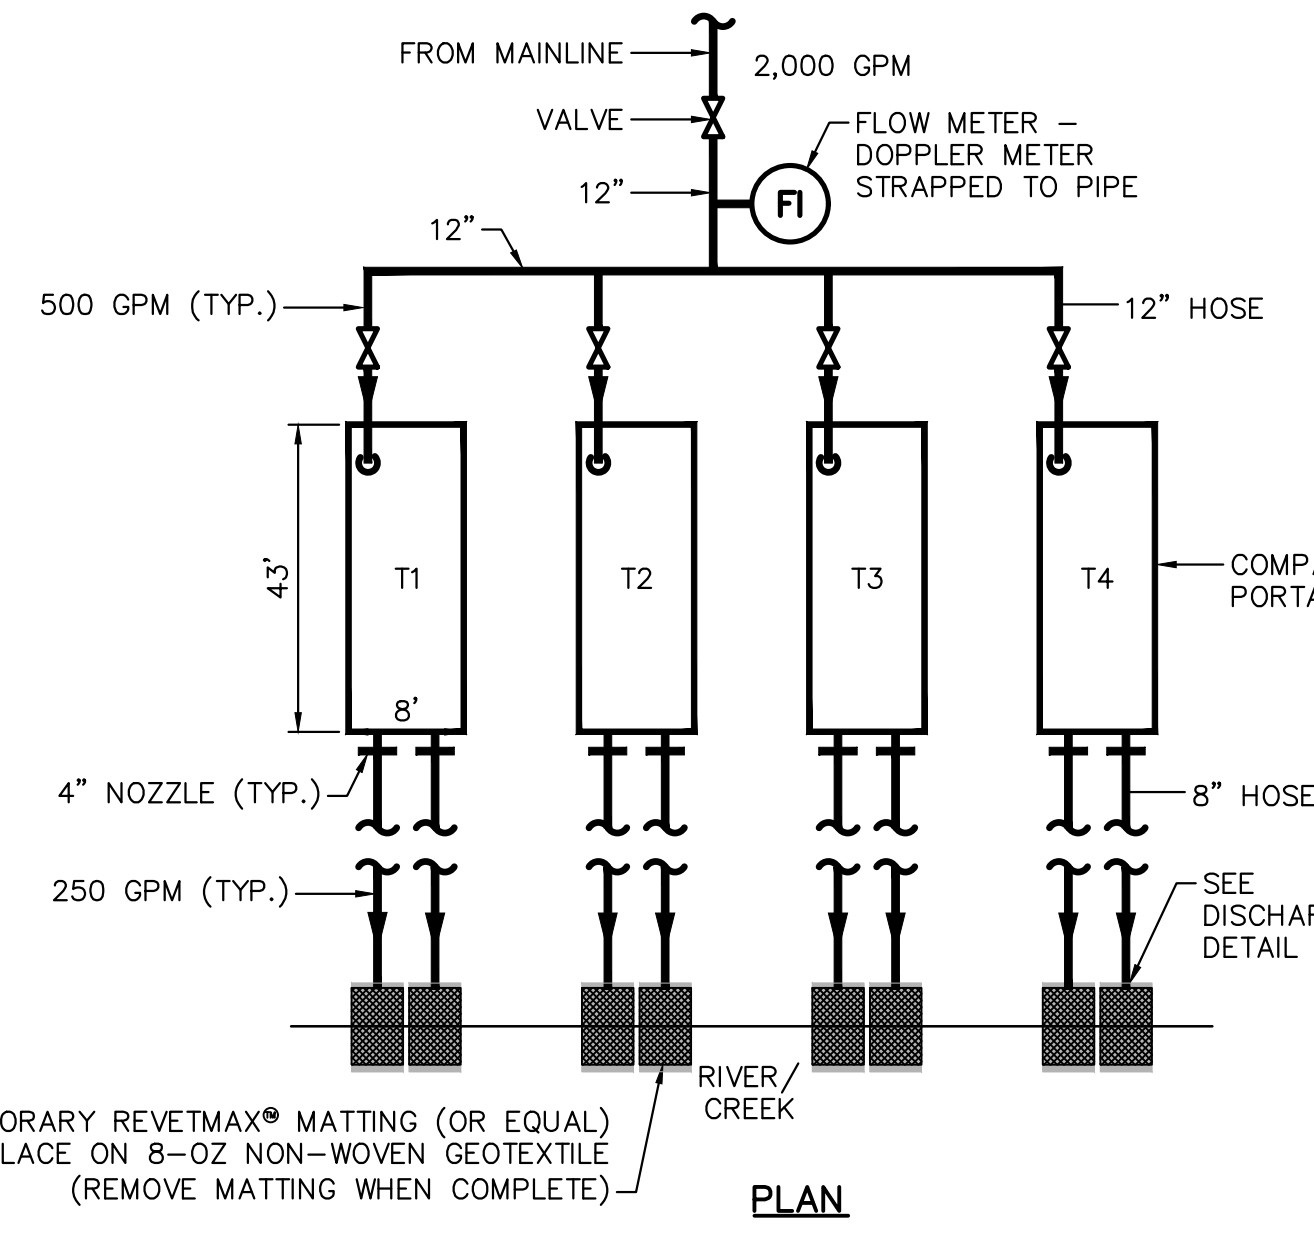 FROM MAINLINE
2,000 GPM
VALVE
FLOW METER –
DOPPLER METER
STRAPPED TO PIPE
12"
FI
12"
500 GPM (TYP.)
12" HOSE
43'
T1
T2
T3
T4
8'
4" NOZZLE (TYP.)
8" HOSE
250 GPM (TYP.)
SEE
DETAIL
RIVER/
CREEK
REVETMAX® MATTING (OR EQUAL)
ON 8-OZ NON-WOVEN GEOTEXTILE
(REMOVE MATTING WHEN COMPLETE)
PLAN